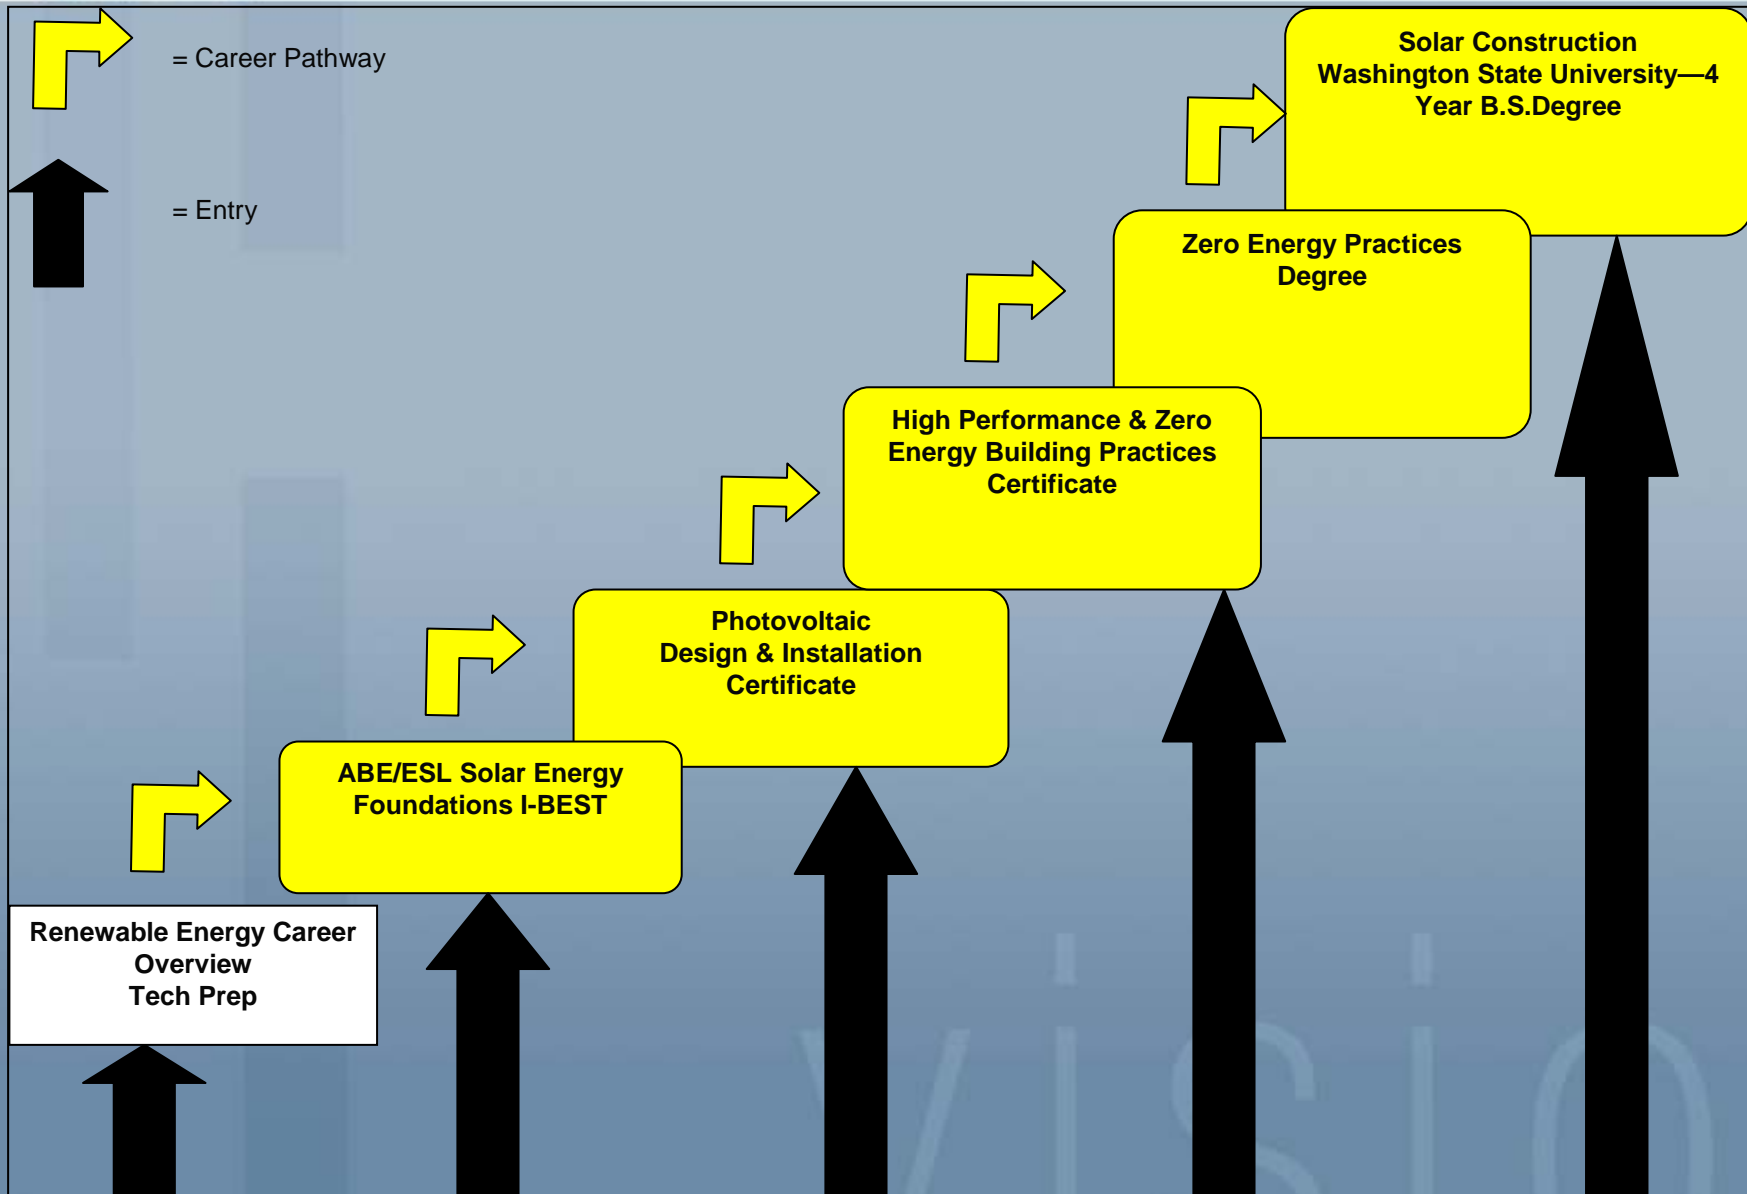 = Career Pathway
= Entry
Solar Construction
Washington State University—4
Year B.S.Degree
Zero Energy Practices
Degree
High Performance & Zero
Energy Building Practices
Certificate
Photovoltaic
Design & Installation
Certificate
ABE/ESL Solar Energy
Foundations I-BEST
Renewable Energy Career
Overview
Tech Prep
visio